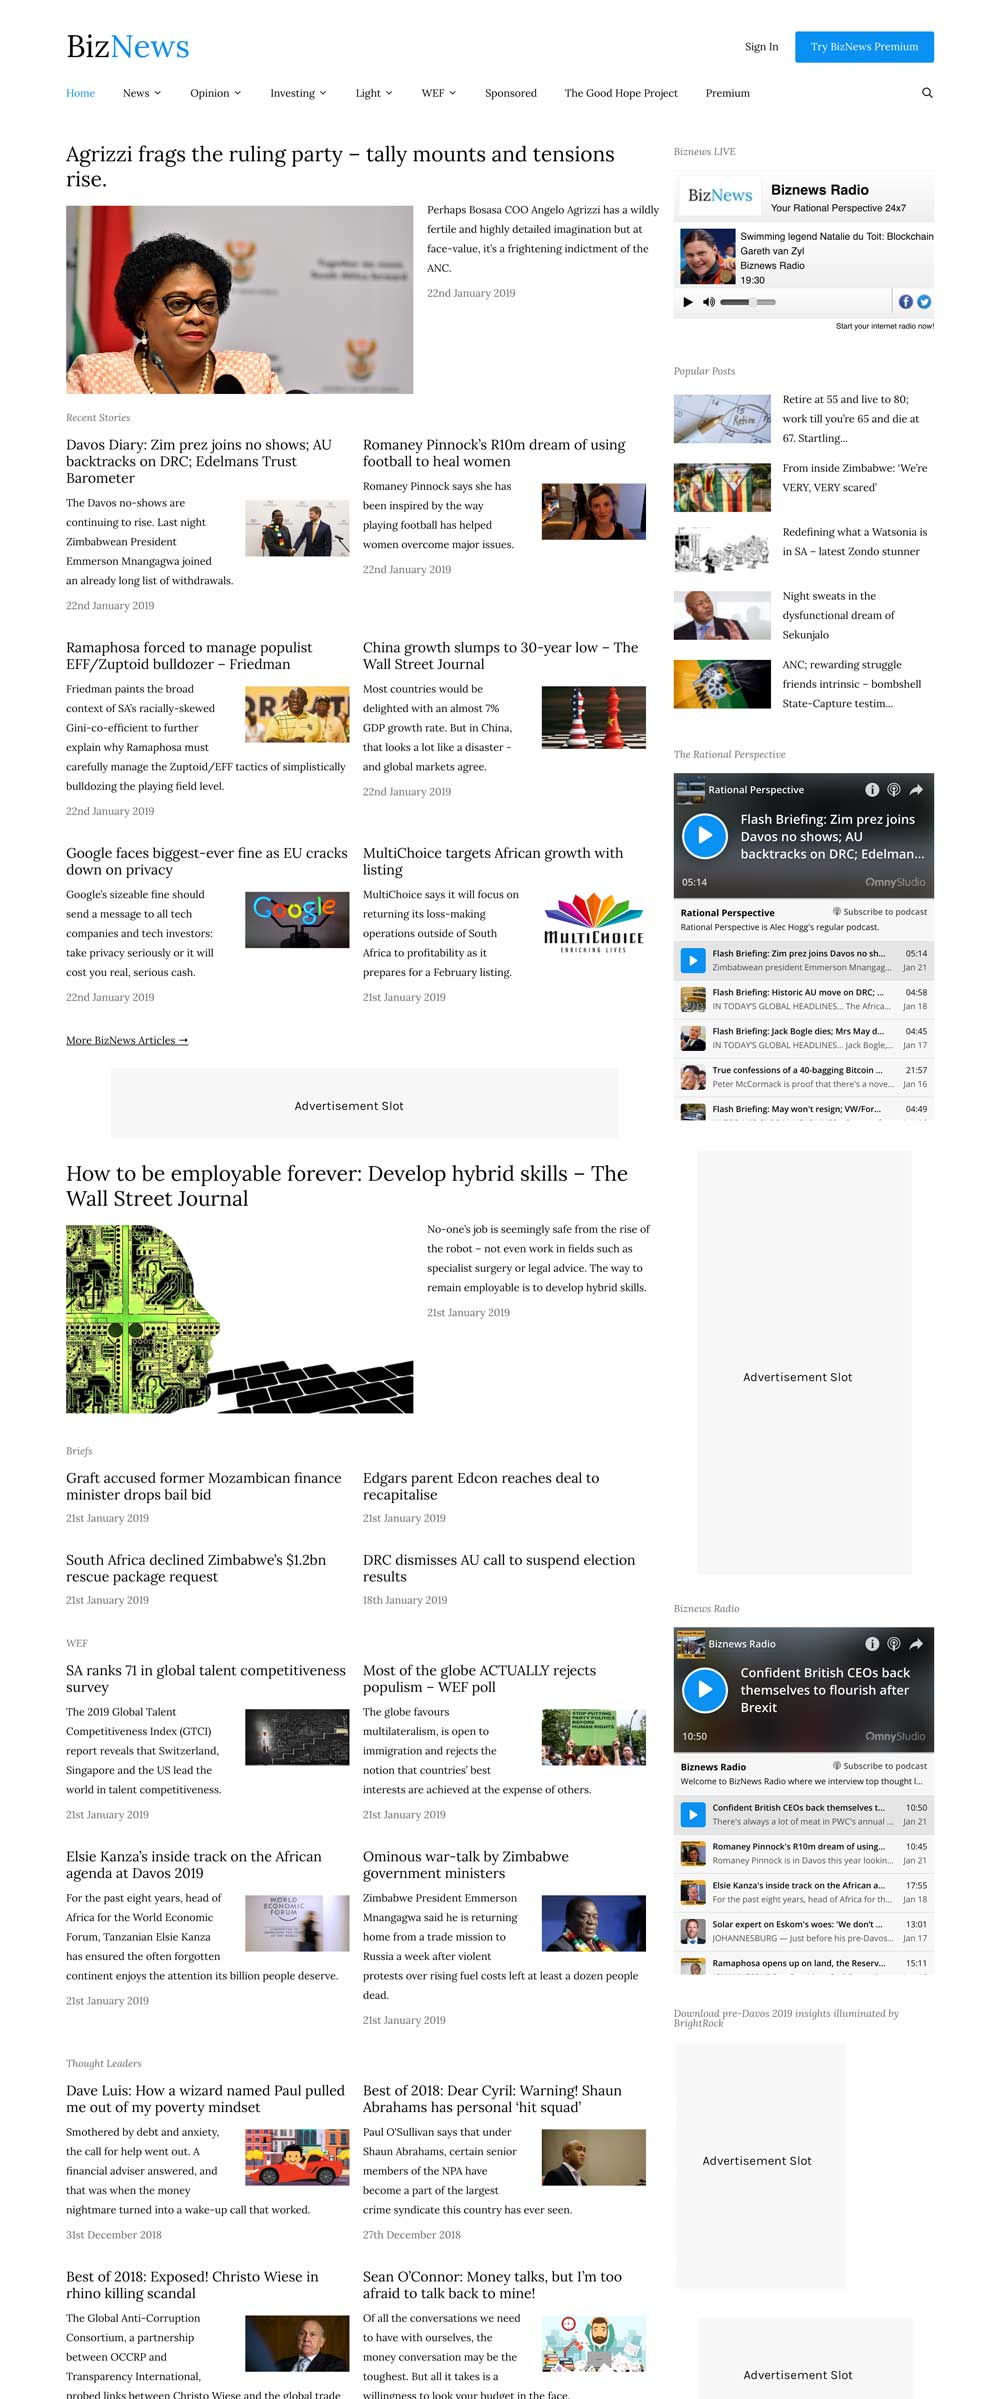 BizNews
Sign In
Try BizNews Premium
Home
News
Opinion
Investing
Light
WEF
Sponsored
The Good Hope Project
Premium
Agrizzi frags the ruling party – tally mounts and tensions
rise.
Perhaps Bosasa COO Angelo Agrizzi has a wildly
fertile and highly detailed imagination but at
face-value, it's a frightening indictment of the
ANC.
22nd January 2019
Recent Stories
Davos Diary: Zim prez joins no shows; AU
backtracks on DRC; Edelmans Trust
Barometer
The Davos no-shows are
continuing to rise. Last night
Zimbabwean President
Emmerson Mnangagwa joined
an already long list of withdrawals.
22nd January 2019
Romaney Pinnock's R10m dream of using
football to heal women
Romaney Pinnock says she has
been inspired by the way
playing football has helped
women overcome major issues.
22nd January 2019
Ramaphosa forced to manage populist
EFF/Zuptoid bulldozer – Friedman
Friedman paints the broad
context of SA's racially-skewed
Gini-co-efficient to further
explain why Ramaphosa must
carefully manage the Zuptoid/EFF tactics of simplistically
bulldozing the playing field level.
22nd January 2019
China growth slumps to 30-year low – The
Wall Street Journal
Most countries would be
delighted with an almost 7%
GDP growth rate. But in China,
that looks a lot like a disaster -
and global markets agree.
22nd January 2019
Google faces biggest-ever fine as EU cracks
down on privacy
Google's sizeable fine should
send a message to all tech
companies and tech investors:
take privacy seriously or it will
cost you real, serious cash.
22nd January 2019
Google
MultiChoice targets African growth with
listing
MultiChoice says it will focus on
returning its loss-making
operations outside of South
Africa to profitability as it
prepares for a February listing.
21st January 2019
MULTICHOICE
ENRICHING LIVES
More BizNews Articles →
Advertisement Slot
How to be employable forever: Develop hybrid skills – The
Wall Street Journal
No-one's job is seemingly safe from the rise of
the robot – not even work in fields such as
specialist surgery or legal advice. The way to
remain employable is to develop hybrid skills.
21st January 2019
Briefs
Graft accused former Mozambican finance
minister drops bail bid
21st January 2019
Edgars parent Edcon reaches deal to
recapitalise
21st January 2019
South Africa declined Zimbabwe's $1.2bn
rescue package request
21st January 2019
DRC dismisses AU call to suspend election
results
18th January 2019
WEF
SA ranks 71 in global talent competitiveness
survey
The 2019 Global Talent
Competitiveness Index (GTCI)
report reveals that Switzerland,
Singapore and the US lead the
world in talent competitiveness.
21st January 2019
Most of the globe ACTUALLY rejects
populism – WEF poll
The globe favours
multilateralism, is open to
immigration and rejects the
notion that countries' best
interests are achieved at the expense of others.
21st January 2019
STOP PUTTING
PARTY POLITICS
BEFORE
HUMAN RIGHTS
Elsie Kanza's inside track on the African
agenda at Davos 2019
For the past eight years, head of
Africa for the World Economic
Forum, Tanzanian Elsie Kanza
has ensured the often forgotten
continent enjoys the attention its billion people deserve.
21st January 2019
WORLD
ECONOMIC
FORUM
Ominous war-talk by Zimbabwe
government ministers
Zimbabwe President Emmerson
Mnangagwa said he is returning
home from a trade mission to
Russia a week after violent
protests over rising fuel costs left at least a dozen people
dead.
21st January 2019
Thought Leaders
Dave Luis: How a wizard named Paul pulled
me out of my poverty mindset
Smothered by debt and anxiety,
the call for help went out. A
financial adviser answered, and
that was when the money
nightmare turned into a wake-up call that worked.
31st December 2018
Best of 2018: Dear Cyril: Warning! Shaun
Abrahams has personal 'hit squad'
Paul O'Sullivan says that under
Shaun Abrahams, certain senior
members of the NPA have
become a part of the largest
crime syndicate this country has ever seen.
27th December 2018
Best of 2018: Exposed! Christo Wiese in
rhino killing scandal
The Global Anti-Corruption
Consortium, a partnership
between OCCRP and
Transparency International,
probed links between Christo Wiese and the global trade
Sean O'Connor: Money talks, but I'm too
afraid to talk back to mine!
Of all the conversations we need
to have with ourselves, the
money conversation may be the
toughest. But all it takes is a
willingness to look your budget in the face.
Biznews LIVE
BizNews
Biznews Radio
Your Rational Perspective 24x7
Swimming legend Natalie du Toit: Blockchain
Gareth van Zyl
Biznews Radio
19:30
Start your internet radio now!
Popular Posts
Retire at 55 and live to 80;
work till you're 65 and die at
67. Startling...
From inside Zimbabwe: 'We're
VERY, VERY scared'
Redefining what a Watsonia is
in SA – latest Zondo stunner
Night sweats in the
dysfunctional dream of
Sekunjalo
ANC; rewarding struggle
friends intrinsic – bombshell
State-Capture testim...
The Rational Perspective
Rational Perspective
Flash Briefing: Zim prez joins
Davos no shows; AU
backtracks on DRC; Edelman...
05:14
OmnyStudio
Rational Perspective
Subscribe to podcast
Rational Perspective is Alec Hogg's regular podcast.
Flash Briefing: Zim prez joins Davos no sh... 05:14
Zimbabwean president Emmerson Mnangag... Jan 21
Flash Briefing: Historic AU move on DRC; ... 04:58
IN TODAY'S GLOBAL HEADLINES... The Africa... Jan 18
Flash Briefing: Jack Bogle dies; Mrs May d... 04:45
IN TODAY'S GLOBAL HEADLINES... Jack Bogle,... Jan 17
True confessions of a 40-bagging Bitcoin ... 21:57
Peter McCormack is proof that there's a nove... Jan 16
Flash Briefing: May won't resign; VW/For... 04:49
Advertisement Slot
Biznews Radio
Biznews Radio
Confident British CEOs back
themselves to flourish after
Brexit
10:50
OmnyStudio
Biznews Radio
Subscribe to podcast
Welcome to BizNews Radio where we interview top thought l...
Confident British CEOs back themselves t... 10:50
There's always a lot of meat in PWC's annual ... Jan 21
Romaney Pinnock's R10m dream of using... 10:45
Romaney Pinnock is in Davos this year lookin... Jan 21
Elsie Kanza's inside track on the African a... 17:55
For the past eight years, head of Africa for th... Jan 18
Solar expert on Eskom's woes: 'We don't ... 13:01
JOHANNESBURG — Just before his pre-Davos... Jan 17
Ramaphosa opens up on land, the Reserv... 15:11
Download pre-Davos 2019 insights illuminated by
BrightRock
Advertisement Slot
Advertisement Slot